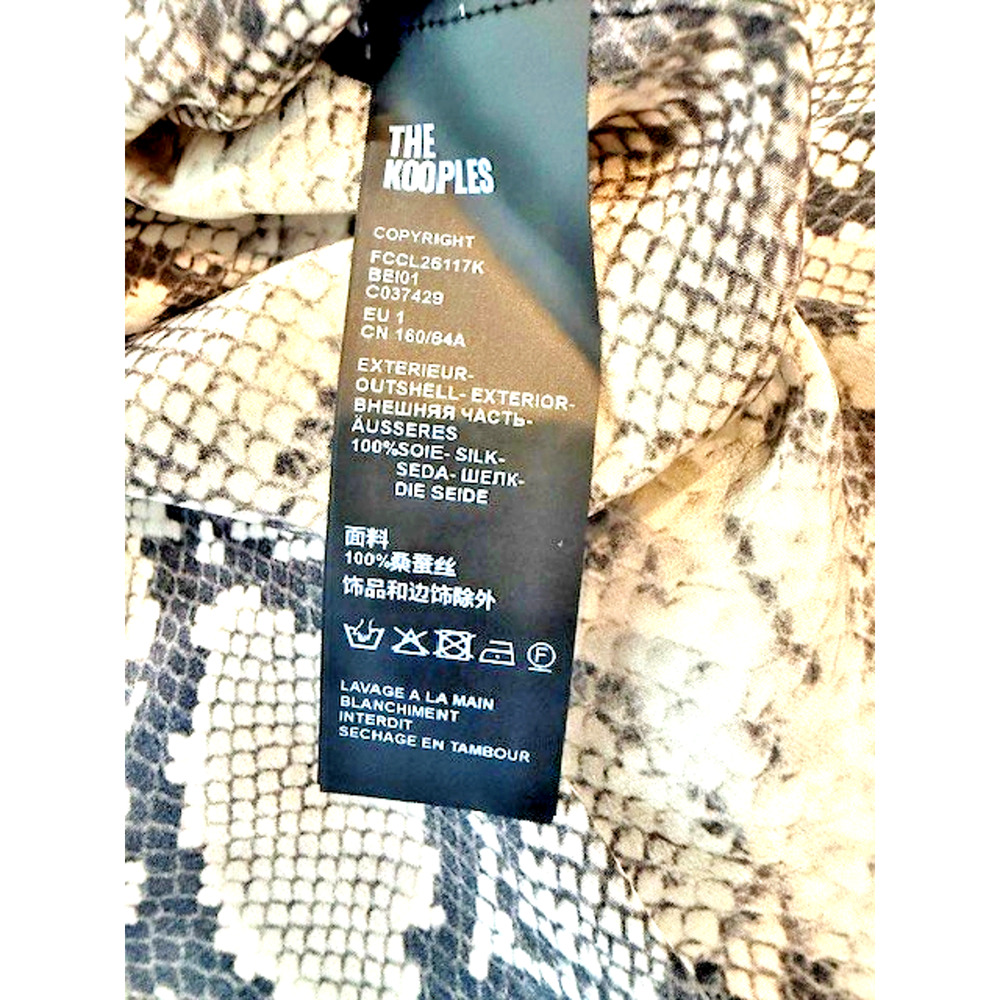 1
THE
KOOPLES
COPYRIGHT
FCCL26117K
BEI01
C037429
EU 1
CN 160/84A
EXTERIEUR-
OUTSHELL- EXTERIOR-
ВНЕШНЯЯ ЧАСТЬ-
ÄUSSERES
100%SOIE- SILK-
SEDA- ШЕЛК-
DIE SEIDE
面料
100%桑蚕丝
饰品和边饰除外
F
LAVAGE A LA MAIN
BLANCHIMENT
INTERDIT
SECHAGE EN TAMBOUR